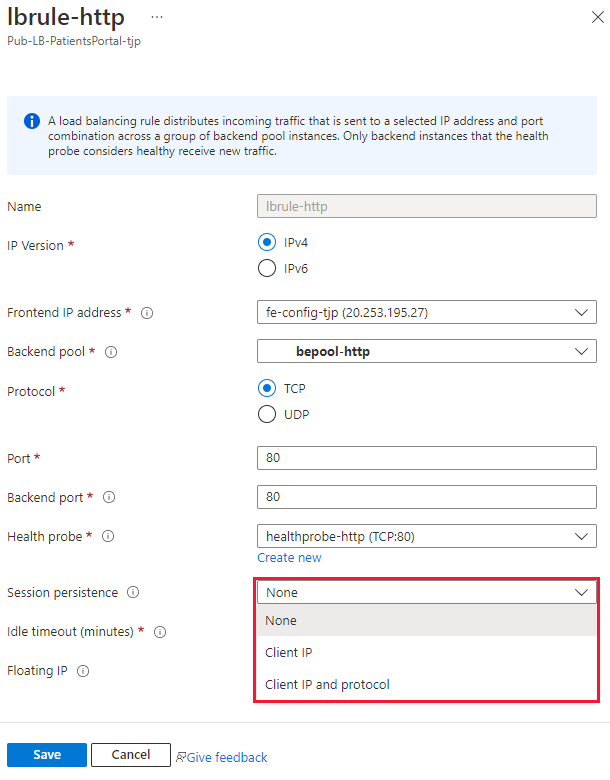 lbrule-http ...
Pub-LB-PatientsPortal-tjp
A load balancing rule distributes incoming traffic that is sent to a selected IP address and port
combination across a group of backend pool instances. Only backend instances that the health
probe considers healthy receive new traffic.
Name lbrule-http
IP Version * IPv4
IPv6
Frontend IP address * fe-config-tjp (20.253.195.27)
Backend pool * bepool-http
Protocol * TCP
UDP
Port * 80
Backend port * 80
Health probe * healthprobe-http (TCP:80)
Create new
Session persistence None
None
Idle timeout (minutes) *
Client IP
Floating IP
Client IP and protocol
Save Cancel Give feedback